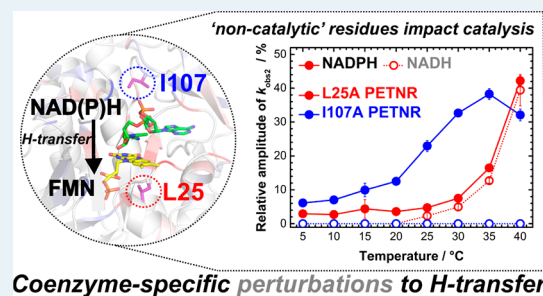 'non-catalytic' residues impact catalysis
I107
NAD(P)H
H-transfer
FMN
L25
Relative amplitude of kobs2 / %
50
40
30
20
10
0
NADPH NADH
L25A PETNR
I107A PETNR
5 10 15 20 25 30 35 40
Temperature / °C
Coenzyme-specific perturbations to H-transfer